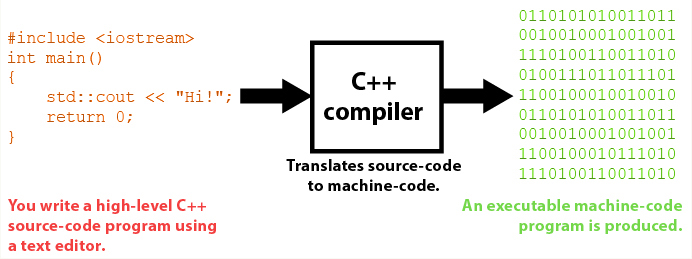 #include <iostream>
int main()
{
    std::cout << "Hi!";
    return 0;
}
C++
compiler
Translates source-code
to machine-code.
0110101010011011
0010010001001001
1110100110011010
0100111011011101
1100100010010010
0110101010011011
0010010001001001
1100100010111010
1110100110011010
You write a high-level C++
source-code program using
a text editor.
An executable machine-code
program is produced.